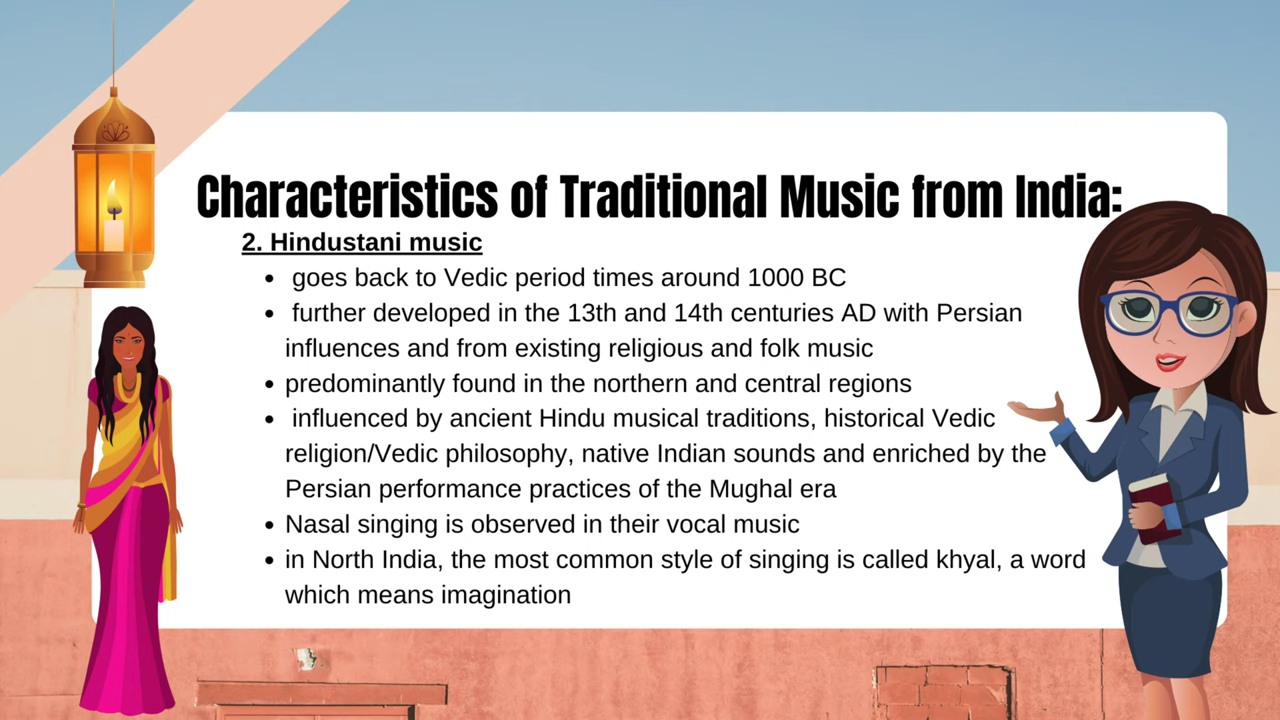 Characteristics of Traditional Music from India:
2. Hindustani music
• goes back to Vedic period times around 1000 BC
• further developed in the 13th and 14th centuries AD with Persian
influences and from existing religious and folk music
• predominantly found in the northern and central regions
• influenced by ancient Hindu musical traditions, historical Vedic
religion/Vedic philosophy, native Indian sounds and enriched by the
Persian performance practices of the Mughal era
• Nasal singing is observed in their vocal music
• in North India, the most common style of singing is called khyal, a word
which means imagination